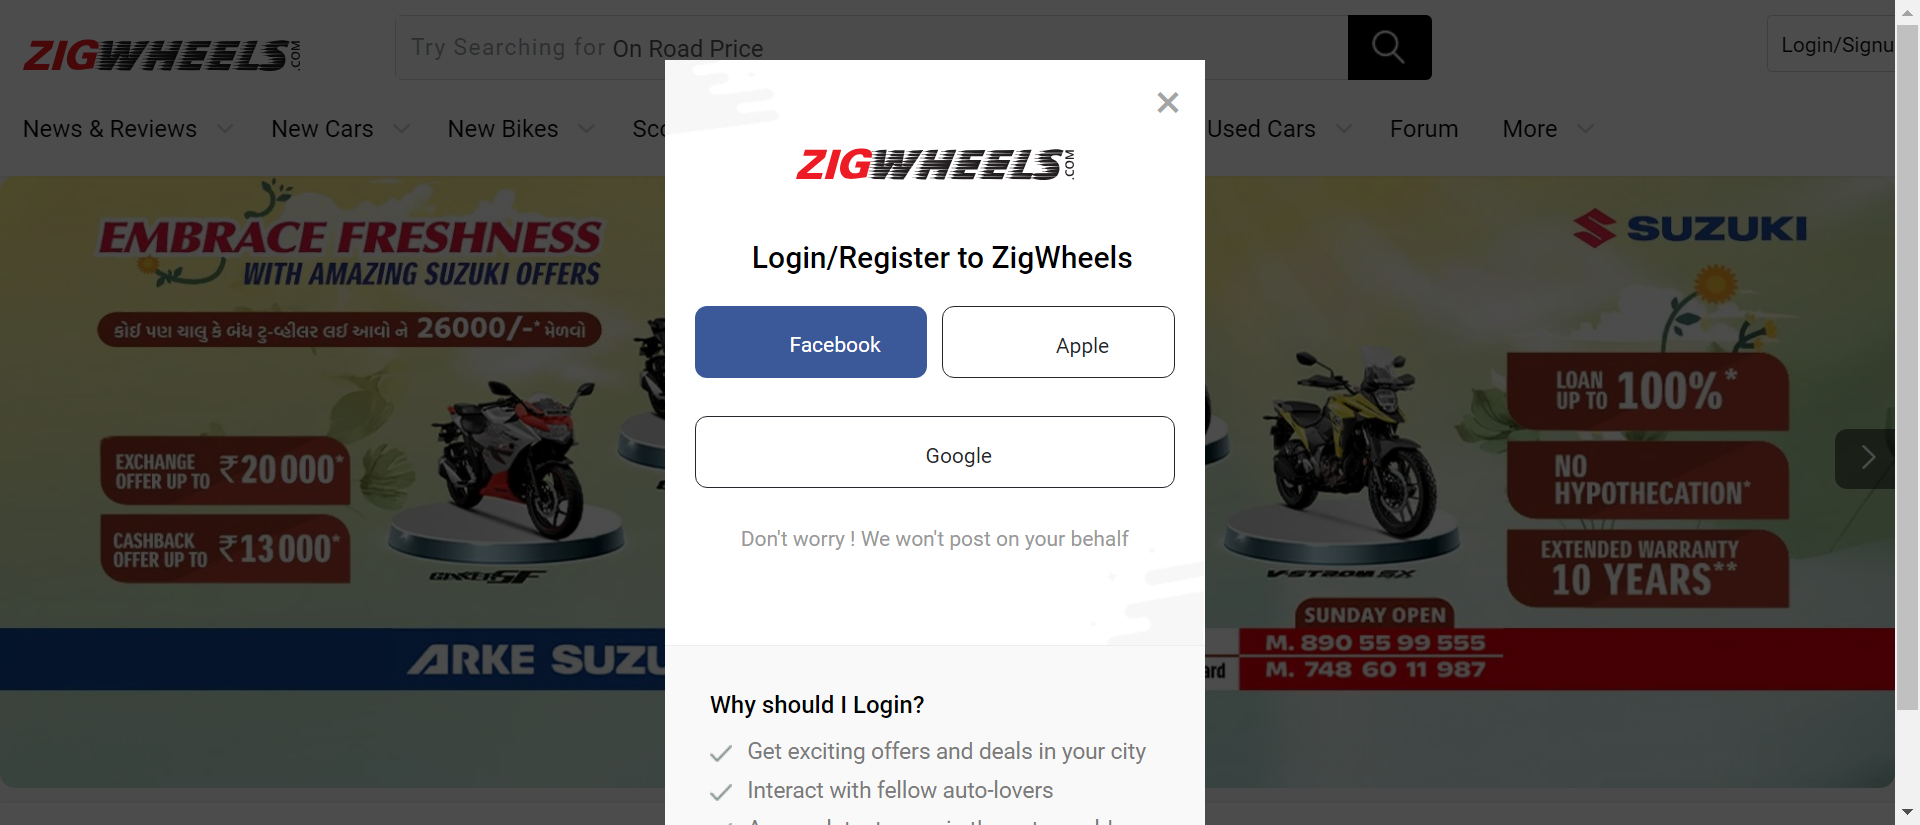 ZIGWHEELS.COM
Try Searching for On Road Price
Login/Signu
News & Reviews
New Cars
New Bikes
Used Cars
Forum
More
EMBRACE FRESHNESS
WITH AMAZING SUZUKI OFFERS
કોઈ પણ ચાલુ કે બંધ ટુ-વ્હીલર લઈ આવો ને 26000/-* મેળવો
EXCHANGE
OFFER UP TO ₹20000*
CASHBACK
OFFER UP TO ₹13000*
GIXXER SF
ARKE SUZU
ZIGWHEELS.COM
Login/Register to ZigWheels
Facebook
Apple
Google
Don't worry ! We won't post on your behalf
Why should I Login?
Get exciting offers and deals in your city
Interact with fellow auto-lovers
SUZUKI
LOAN
UP TO 100%*
NO
HYPOTHECATION*
EXTENDED WARRANTY
10 YEARS**
V-STROM SX
SUNDAY OPEN
M. 890 55 99 555
M. 748 60 11 987